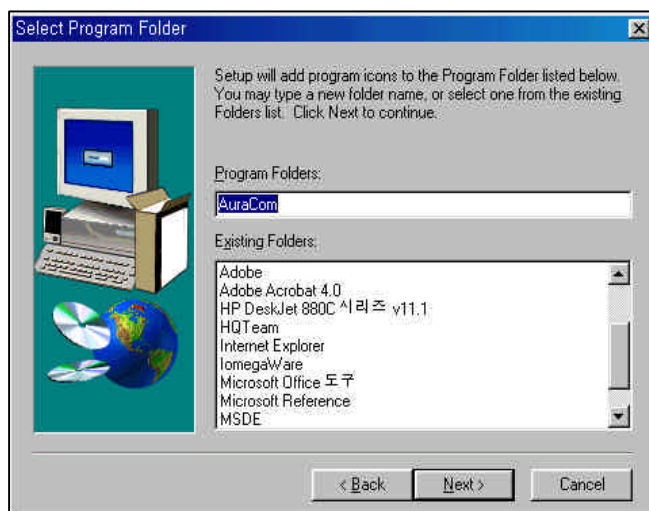 Select Program Folder
Setup will add program icons to the Program Folder listed below.
You may type a new folder name, or select one from the existing
Folders list. Click Next to continue.
Program Folders:
AuraCom
Existing Folders:
Adobe
Adobe Acrobat 4.0
HP DeskJet 880C 시리즈 v11.1
HQTeam
Internet Explorer
IomegaWare
Microsoft Office 도구
Microsoft Reference
MSDE
< Back
Next >
Cancel